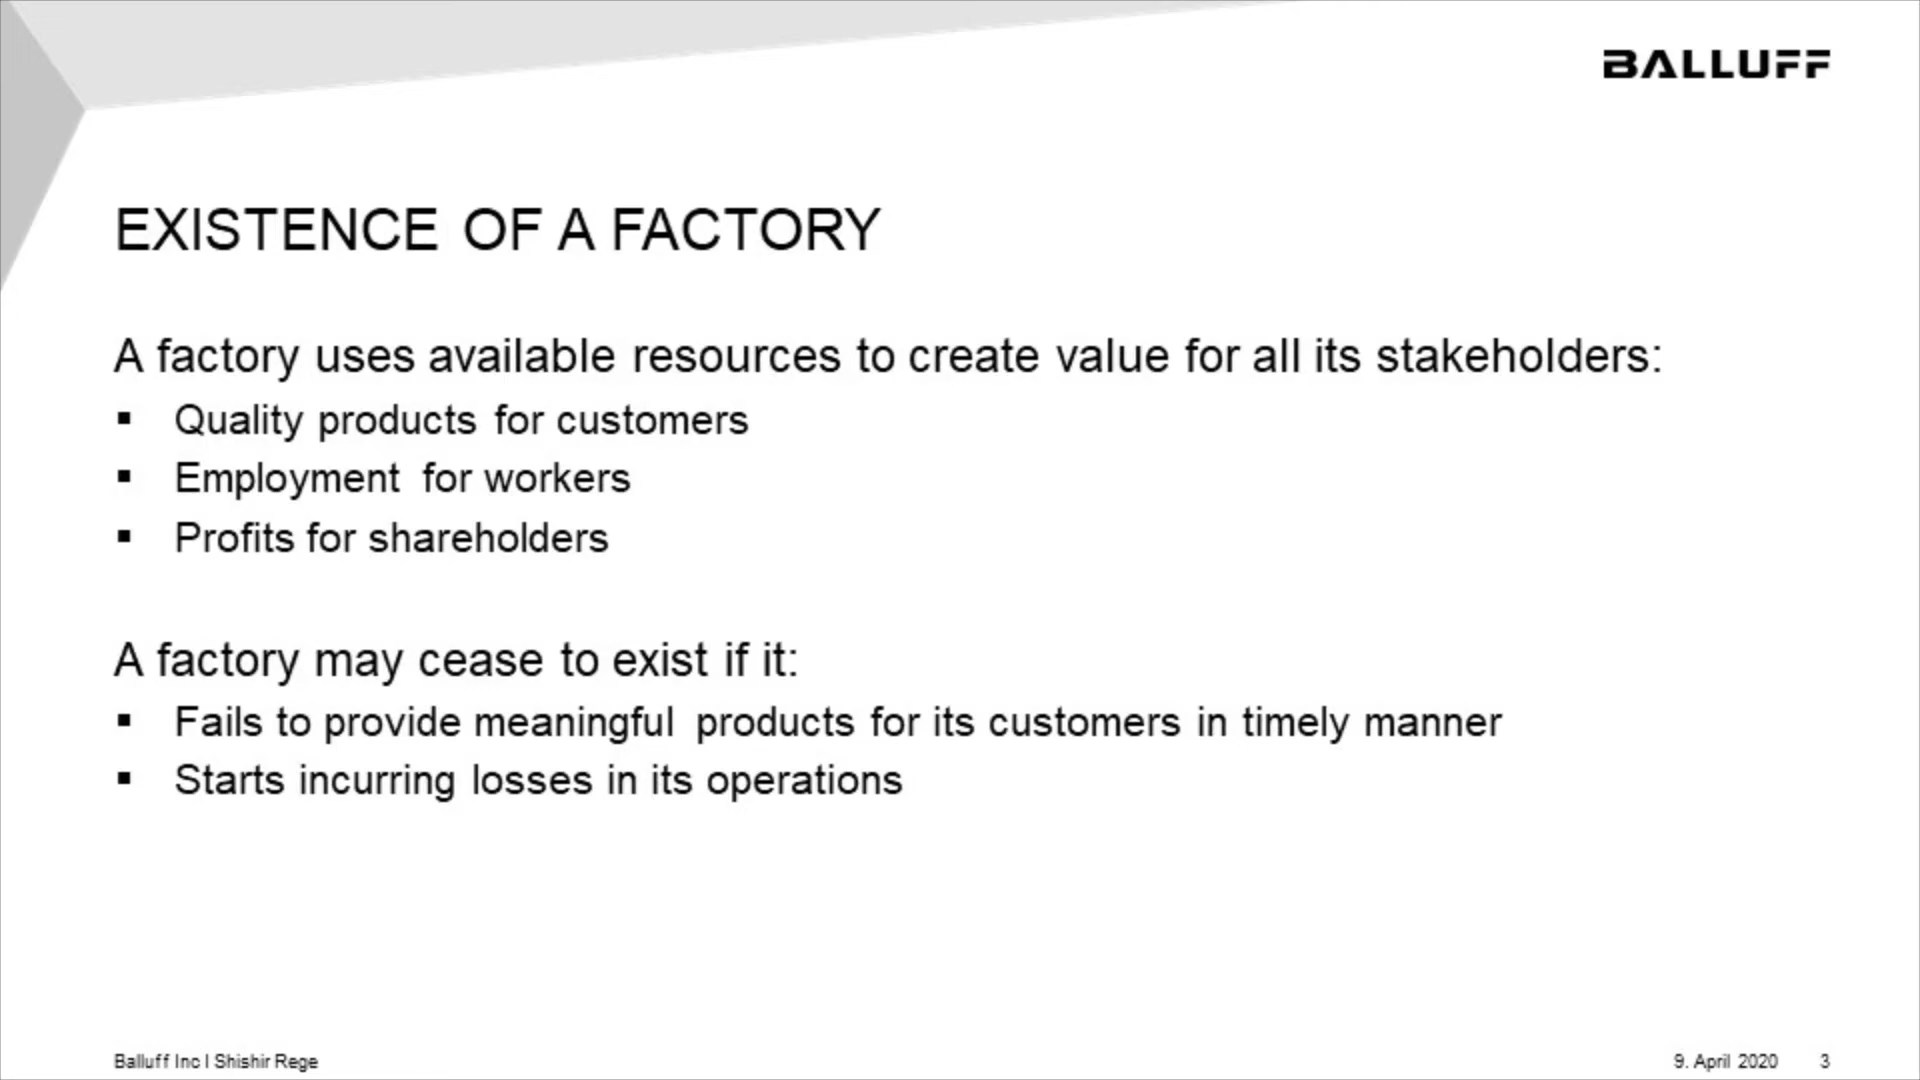 BALLUFF
EXISTENCE OF A FACTORY
A factory uses available resources to create value for all its stakeholders:
▪ Quality products for customers
▪ Employment for workers
▪ Profits for shareholders
A factory may cease to exist if it:
▪ Fails to provide meaningful products for its customers in timely manner
▪ Starts incurring losses in its operations
Balluff Inc I Shishir Rege
9. April 2020 3